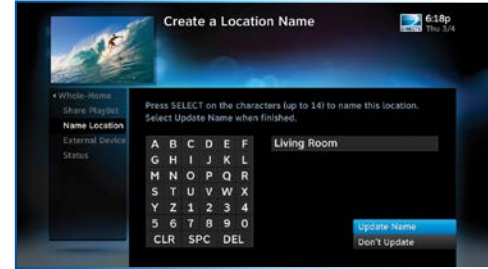 Create a Location Name
DIRECTV
6:18p
Thu 3/4
Whole-Home
Share Playlist
Name Location
External Device
Status
Press SELECT on the characters (up to 14) to name this location.
Select Update Name when
finished.
Living Room
A B C D E F
G H I J K L
M N O P Q R
S T U V W X
Y Z 1 2 3 4
5 6 7 8 9 0
CLR SPC DEL
Update Name
Don't Update